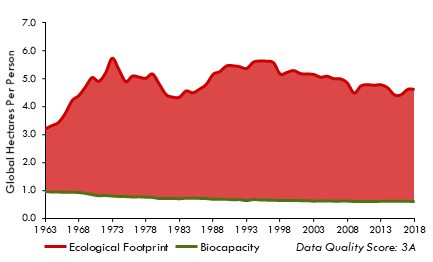 7.0
6.0
5.0
4.0
3.0
2.0
1.0
0.0
Global Hectares Per Person
1963 1968 1973 1978 1983 1988 1993 1998 2003 2008 2013 2018
Ecological Footprint Biocapacity Data Quality Score: 3A